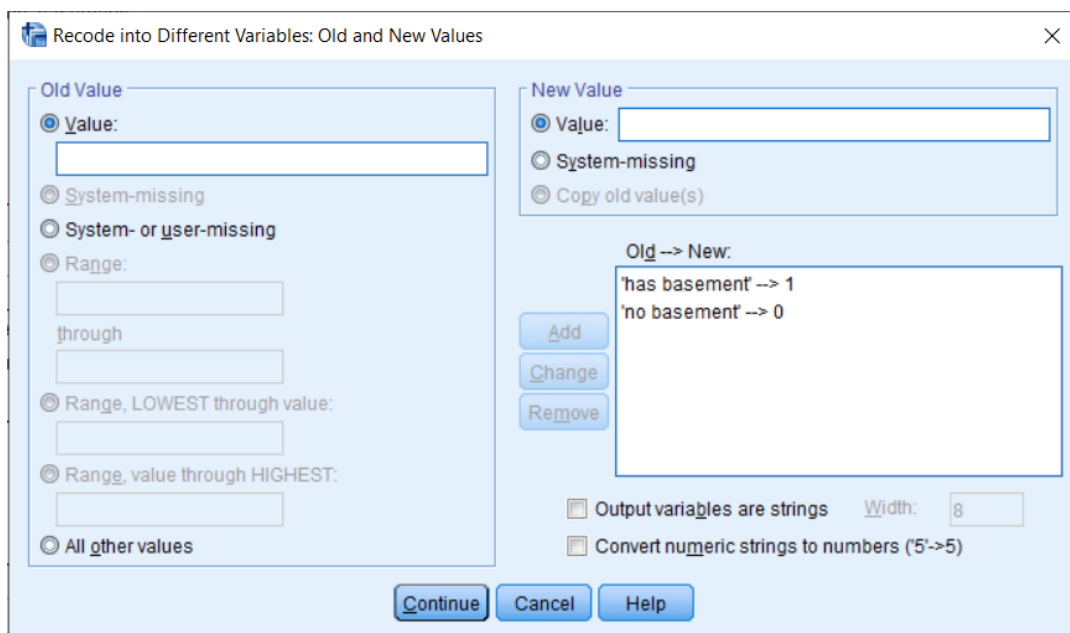 Recode into Different Variables: Old and New Values
Old Value
Value:
System-missing
System- or user-missing
Range:
through
Range, LOWEST through value:
Range, value through HIGHEST:
All other values
New Value
Value:
System-missing
Copy old value(s)
Old --> New:
'has basement' --> 1
'no basement' --> 0
Add
Change
Remove
Output variables are strings Width: 8
Convert numeric strings to numbers ('5'->5)
Continue Cancel Help